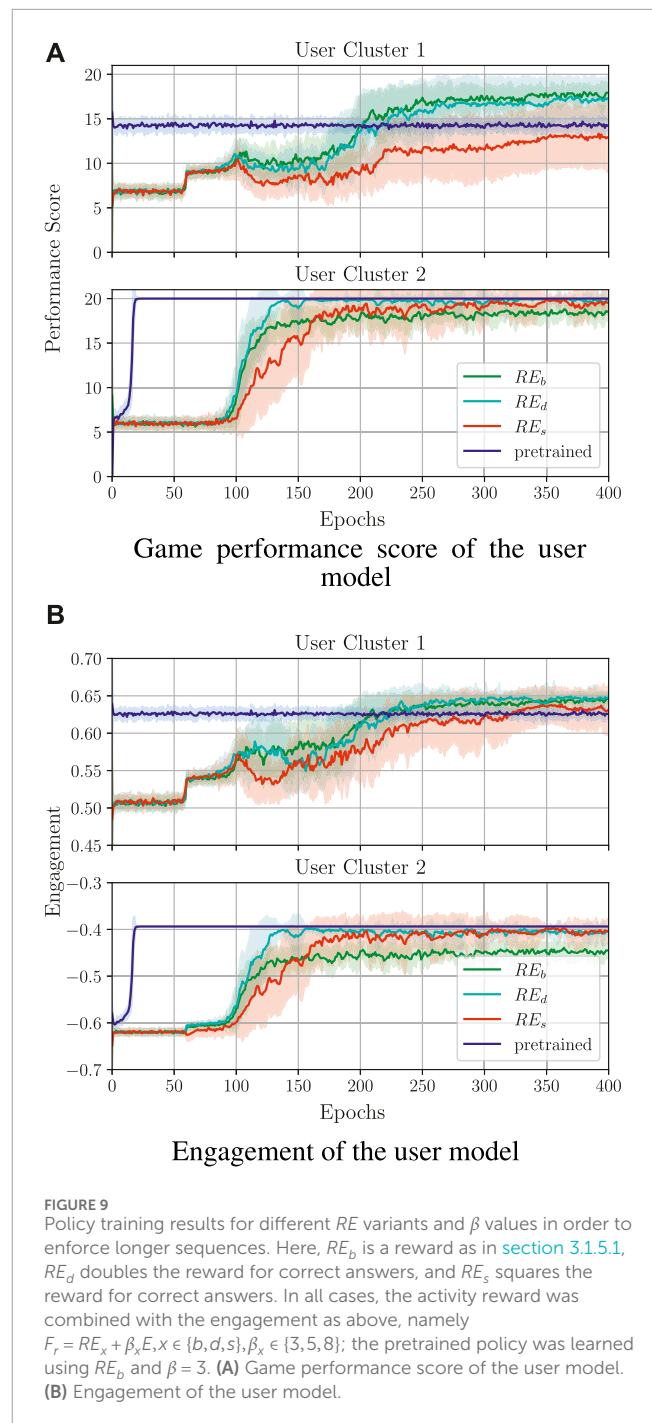 A
User Cluster 1
20
15
10
5
0
Performance Score
User Cluster 2
20
15
10
5
0
RE_b
RE_d
RE_s
pretrained
0 50 100 150 200 250 300 350 400
Epochs
Game performance score of the user
model
B
User Cluster 1
0.70
0.65
0.60
0.55
0.50
0.45
Engagement
User Cluster 2
−0.3
−0.4
−0.5
−0.6
−0.7
RE_b
RE_d
RE_s
pretrained
0 50 100 150 200 250 300 350 400
Epochs
Engagement of the user model
FIGURE 9
Policy training results for different RE variants and β values in order to
enforce longer sequences. Here, RE_b is a reward as in section 3.1.5.1,
RE_d doubles the reward for correct answers, and RE_s squares the
reward for correct answers. In all cases, the activity reward was
combined with the engagement as above, namely
F_r = RE_x + β_xE, x ∈ {b, d, s}, β_x ∈ {3, 5, 8}; the pretrained policy was learned
using RE_b and β = 3. (A) Game performance score of the user model.
(B) Engagement of the user model.